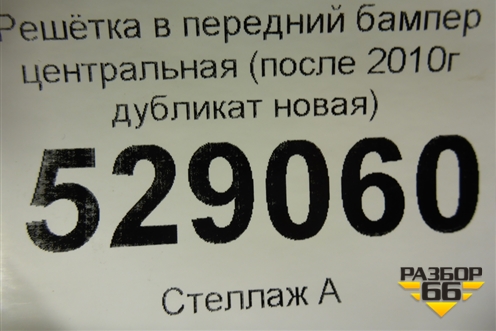 Решётка в передний бампер
центральная (после 2010г
дубликат новая)
529060
Стеллаж А
РАЗБОР
66